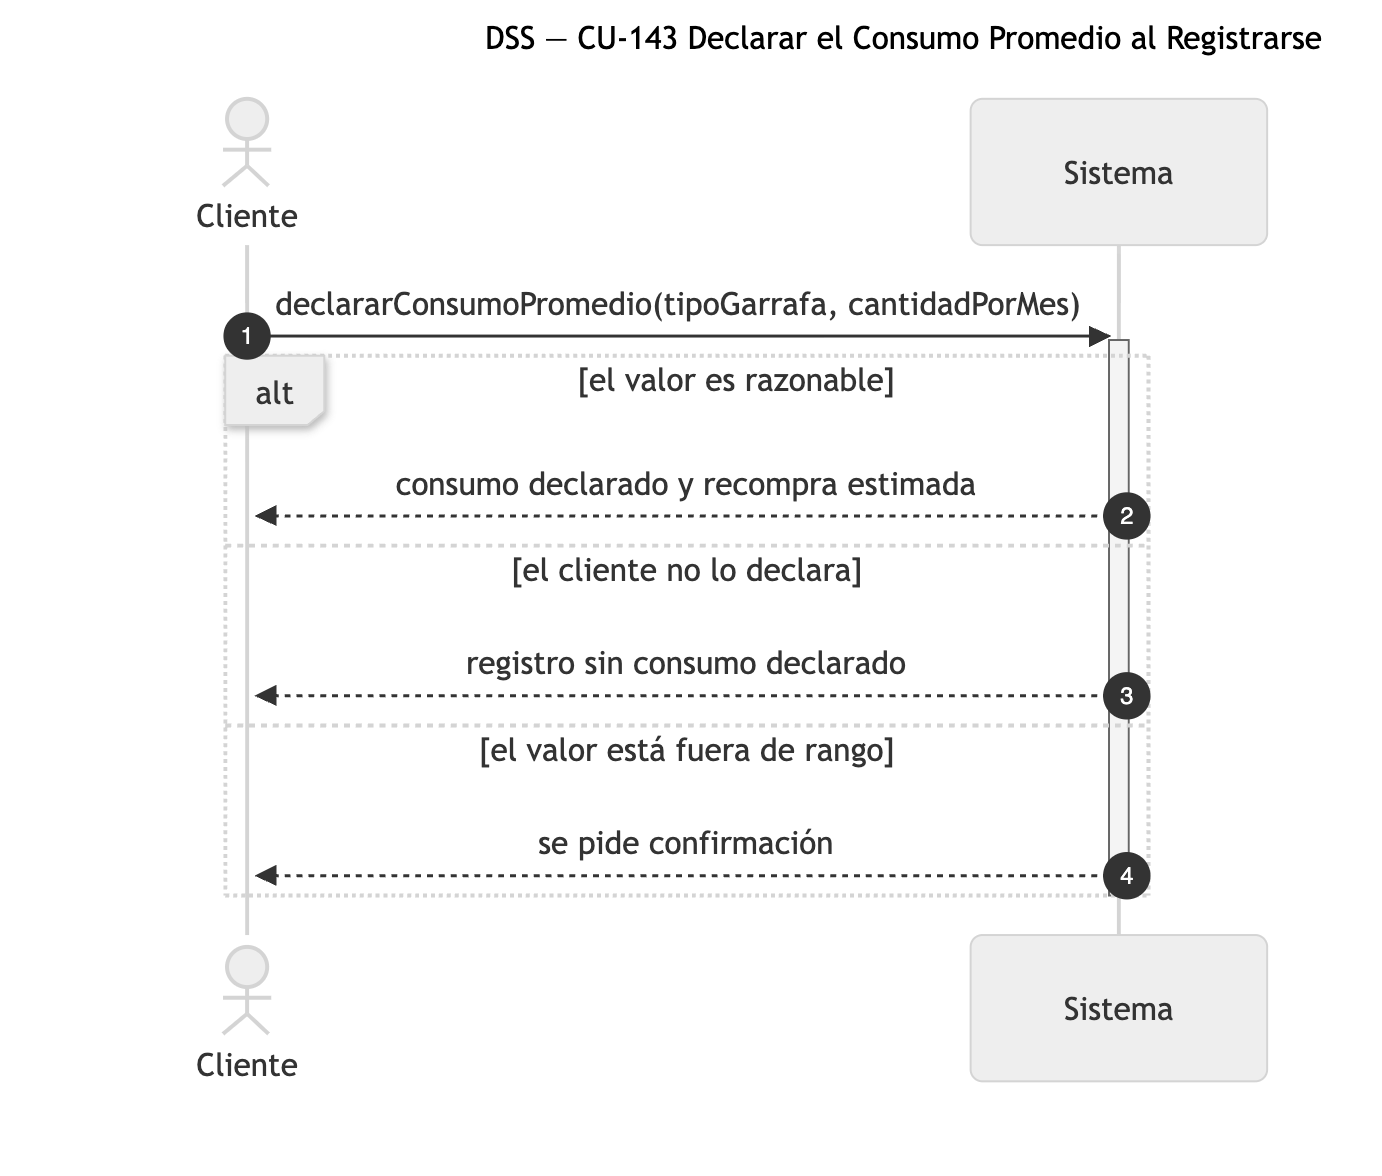 DSS — CU-143 Declarar el Consumo Promedio al Registrarse
Cliente
Sistema
declararConsumoPromedio(tipoGarrafa, cantidadPorMes)
1
alt
[el valor es razonable]
consumo declarado y recompra estimada
2
[el cliente no lo declara]
registro sin consumo declarado
3
[el valor está fuera de rango]
se pide confirmación
4
Cliente
Sistema